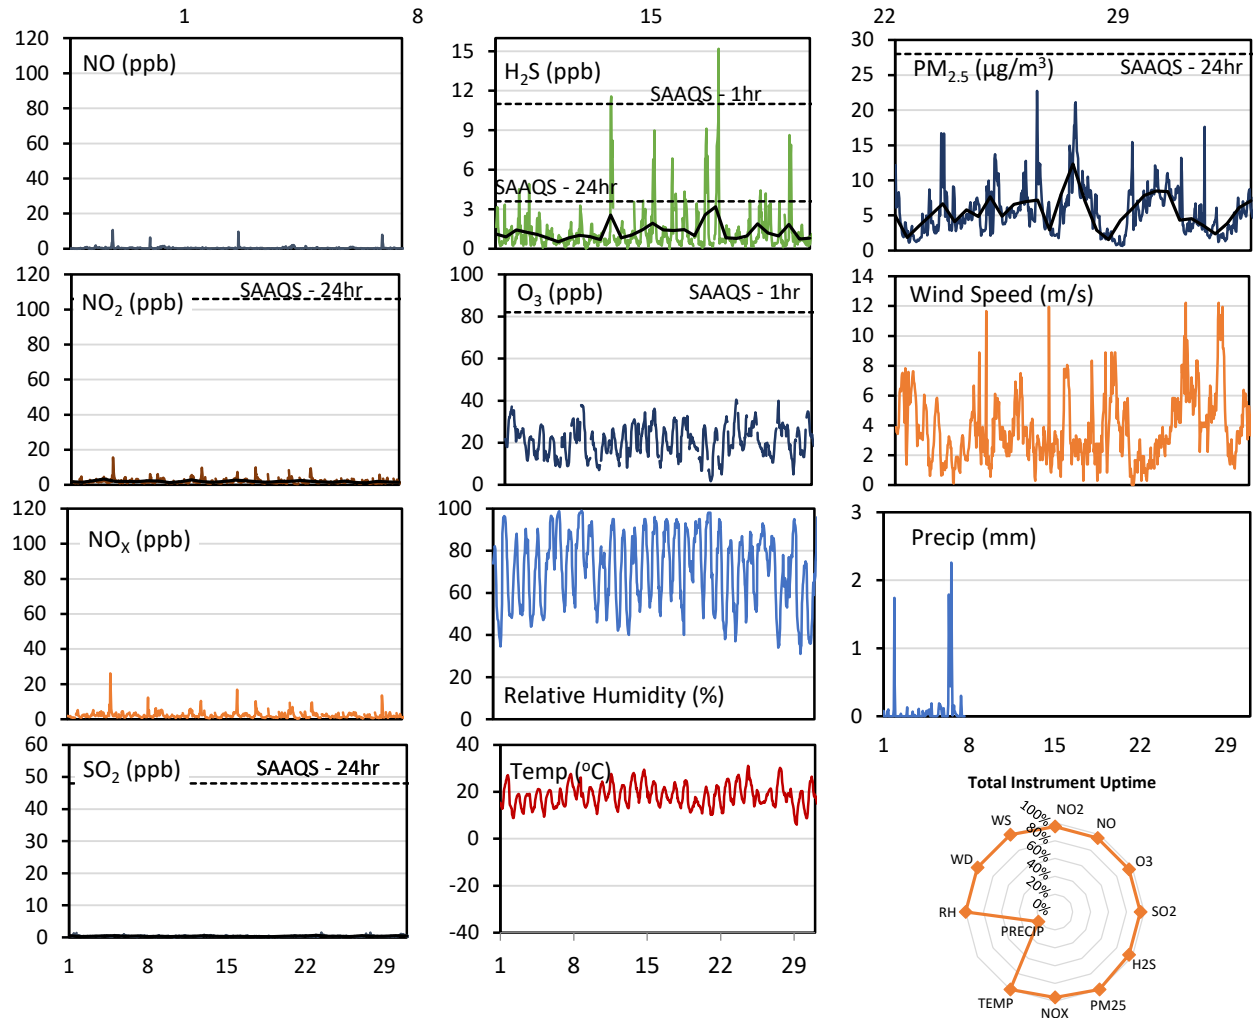 1 8 15 22 29
NO (ppb)
120
100
80
60
40
20
0
H₂S (ppb)
SAAQS - 1hr
SAAQS - 24hr
15
12
9
6
3
0
PM₂.₅ (µg/m³)
SAAQS - 24hr
30
25
20
15
10
5
0
NO₂ (ppb)
SAAQS - 24hr
120
100
80
60
40
20
0
O₃ (ppb)
SAAQS - 1hr
100
80
60
40
20
0
Wind Speed (m/s)
14
12
10
8
6
4
2
0
NOₓ (ppb)
120
100
80
60
40
20
0
100
80
60
40
20
0
Relative Humidity (%)
Precip (mm)
3
2
1
0
1 8 15 22 29
SO₂ (ppb)
SAAQS - 24hr
60
50
40
30
20
10
0
1 8 15 22 29
Temp (°C)
40
20
0
-20
-40
1 8 15 22 29
Total Instrument Uptime
100%
80%
60%
40%
20%
0%
NO2
NO
O3
SO2
H2S
PM25
NOX
TEMP
PRECIP
RH
WD
WS